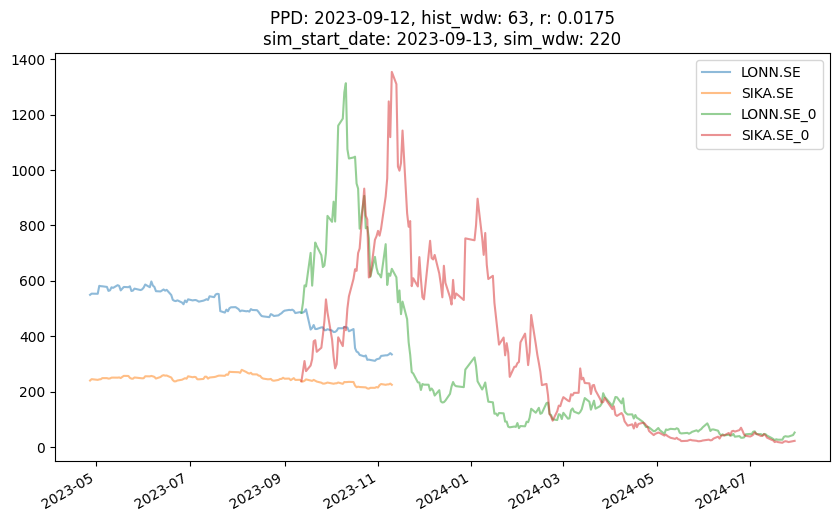 PPD: 2023-09-12, hist_wdw: 63, r: 0.0175
sim_start_date: 2023-09-13, sim_wdw: 220
1400
1200
1000
800
600
400
200
0
LONN.SE
SIKA.SE
LONN.SE_0
SIKA.SE_0
2023-05
2023-07
2023-09
2023-11
2024-01
2024-03
2024-05
2024-07